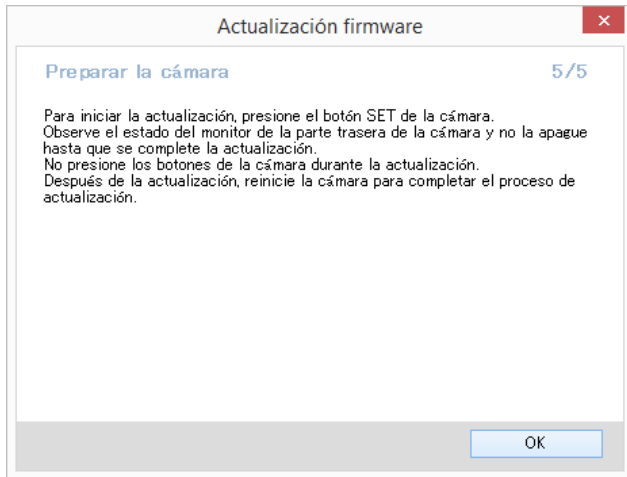 Actualización firmware
Preparar la cámara 5/5
Para iniciar la actualización, presione el botón SET de la cámara.
Observe el estado del monitor de la parte trasera de la cámara y no la apague
hasta que se complete la actualización.
No presione los botones de la cámara durante la actualización.
Después de la actualización, reinicie la cámara para completar el proceso de
actualización.
OK